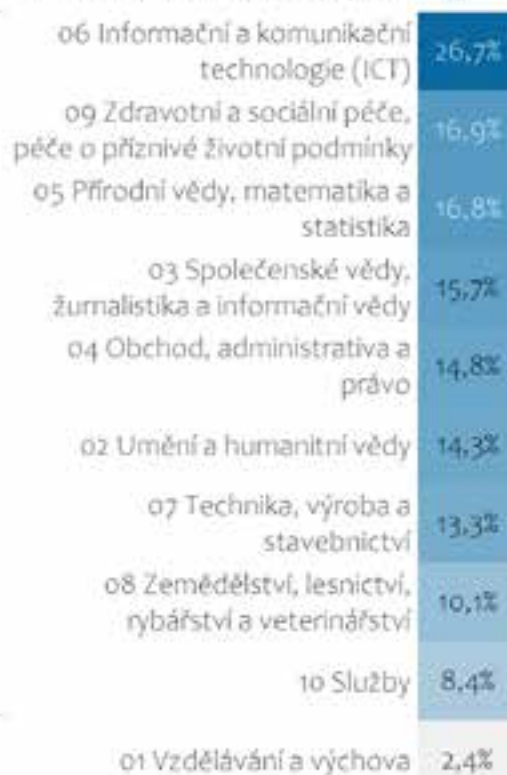 06 Informační a komunikační
technologie (ICT)
26,7%
09 Zdravotní a sociální péče,
péče o příznivé životní podmínky
16,9%
05 Přírodní vědy, matematika a
statistika
16,8%
03 Společenské vědy,
žurnalistika a informační vědy
15,7%
04 Obchod, administrativa a
právo
14,8%
02 Umění a humanitní vědy
14,3%
07 Technika, výroba a
stavebnictví
13,3%
08 Zemědělství, lesnictví,
rybářství a veterinářství
10,1%
10 Služby
8,4%
01 Vzdělávání a výchova
2,4%